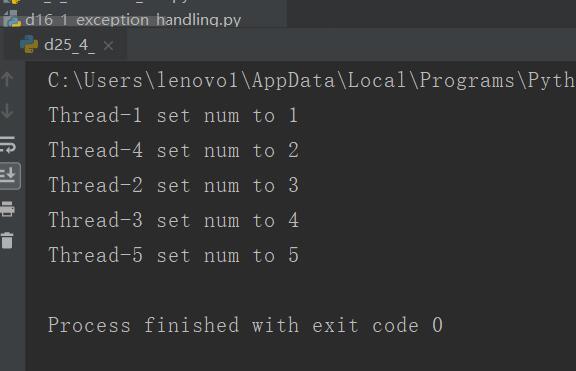 d16_1_exception_handling.py
d25_4_
C:\Users\lenovo1\AppData\Local\Programs\Pyth
Thread-1 set num to 1
Thread-4 set num to 2
Thread-2 set num to 3
Thread-3 set num to 4
Thread-5 set num to 5
Process finished with exit code 0